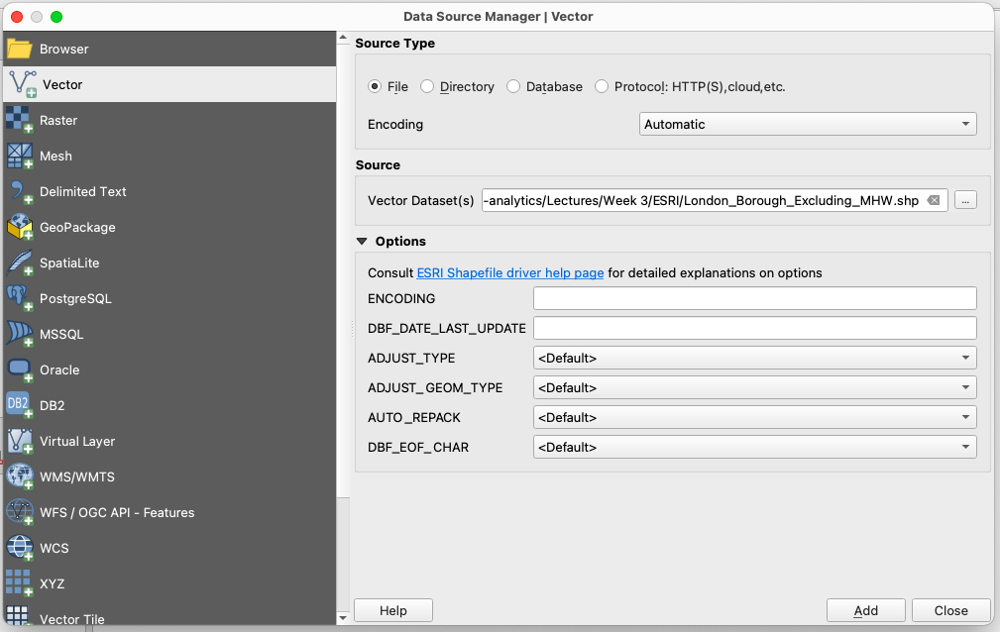 Data Source Manager | Vector
Browser
Vector
Raster
Mesh
Delimited Text
GeoPackage
SpatiaLite
PostgreSQL
MSSQL
Oracle
DB2
DB2
Virtual Layer
WMS/WMTS
WFS / OGC API - Features
WCS
XYZ
Vector Tile
Source Type
File Directory Database Protocol: HTTP(S),cloud,etc.
Encoding Automatic
Source
Vector Dataset(s) -analytics/Lectures/Week 3/ESRI/London_Borough_Excluding_MHW.shp ...
Options
Consult ESRI Shapefile driver help page for detailed explanations on options
ENCODING
DBF_DATE_LAST_UPDATE
ADJUST_TYPE <Default>
ADJUST_GEOM_TYPE <Default>
AUTO_REPACK <Default>
DBF_EOF_CHAR <Default>
Help Add Close